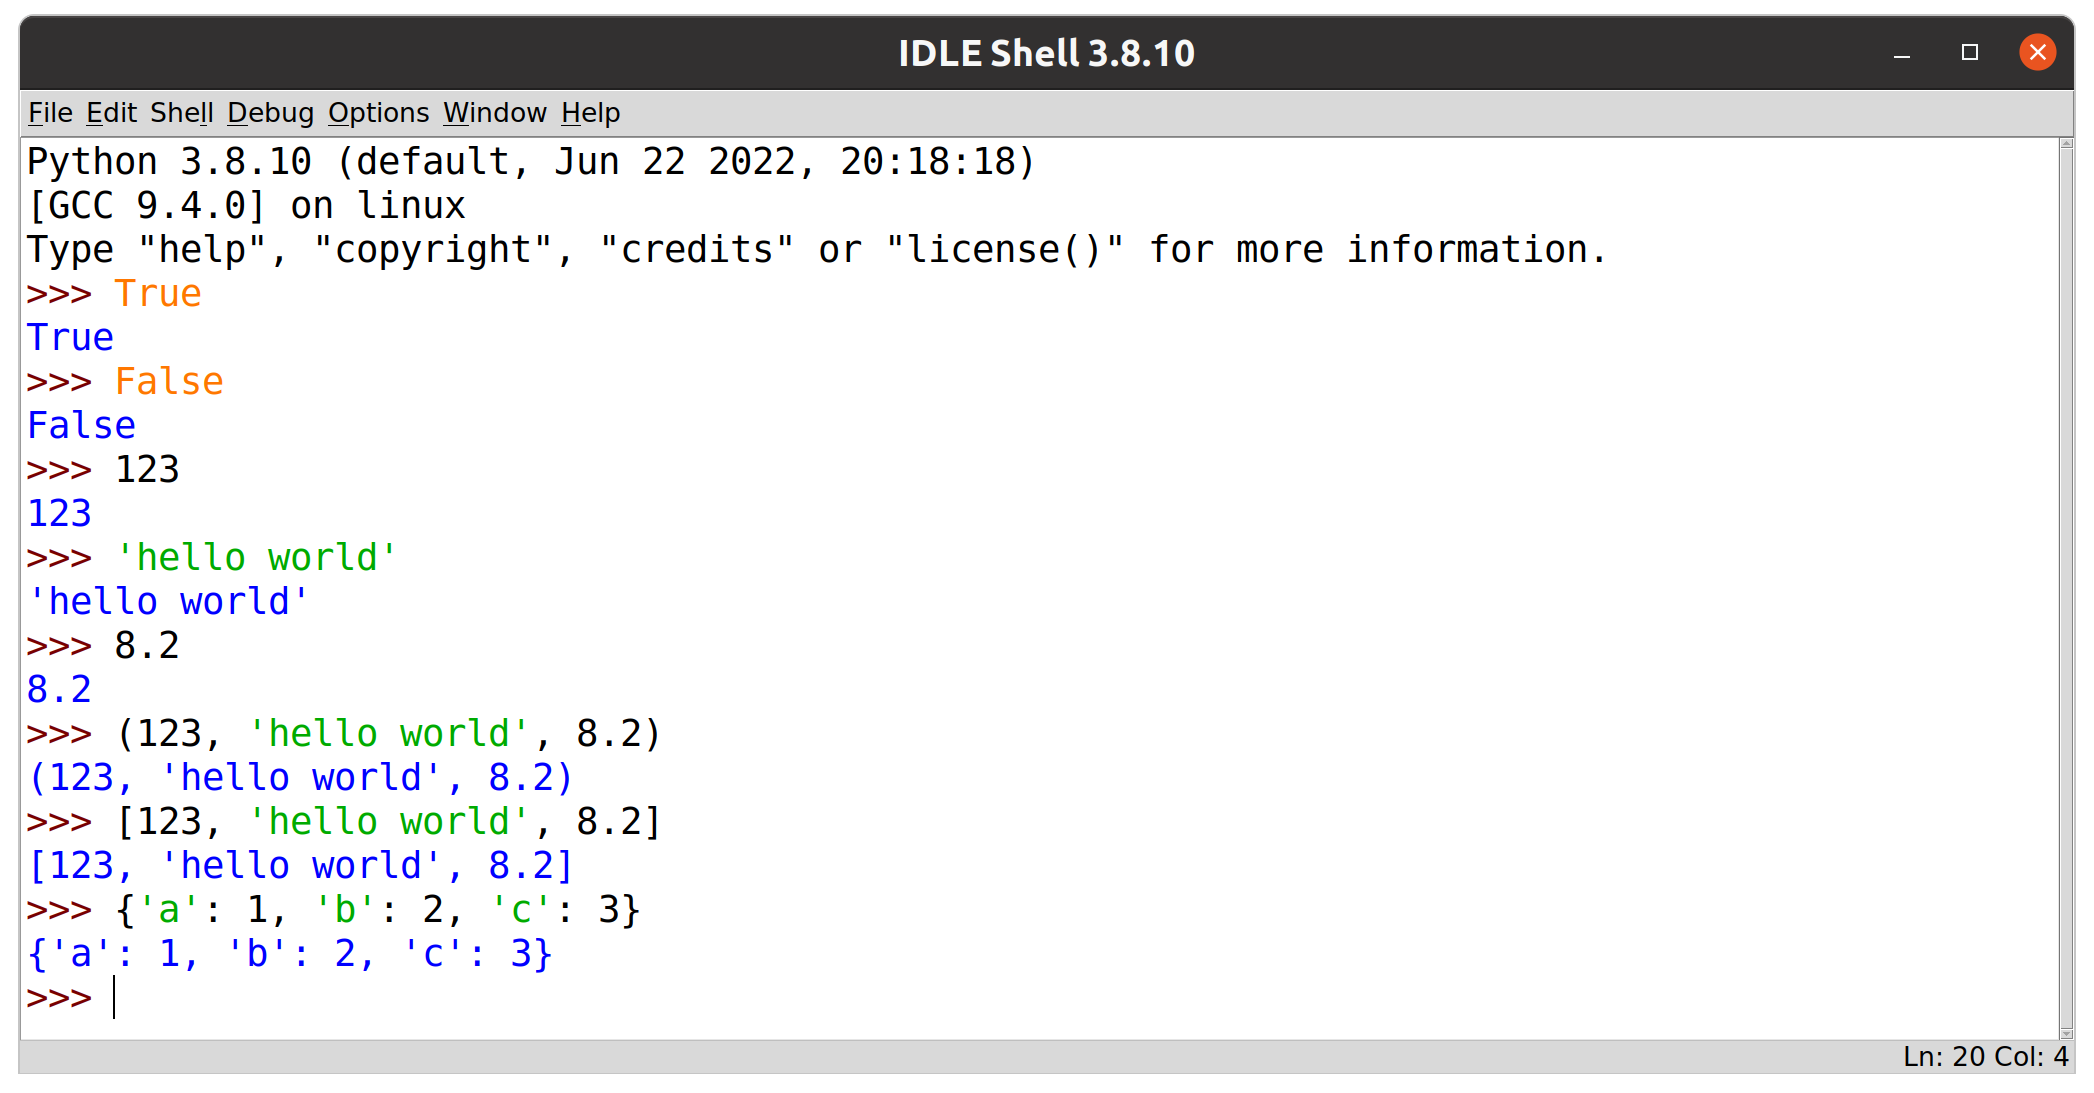 IDLE Shell 3.8.10
File Edit Shell Debug Options Window Help
Python 3.8.10 (default, Jun 22 2022, 20:18:18)
[GCC 9.4.0] on linux
Type "help", "copyright", "credits" or "license()" for more information.
>>> True
True
>>> False
False
>>> 123
123
>>> 'hello world'
'hello world'
>>> 8.2
8.2
>>> (123, 'hello world', 8.2)
(123, 'hello world', 8.2)
>>> [123, 'hello world', 8.2]
[123, 'hello world', 8.2]
>>> {'a': 1, 'b': 2, 'c': 3}
{'a': 1, 'b': 2, 'c': 3}
>>>
Ln: 20 Col: 4